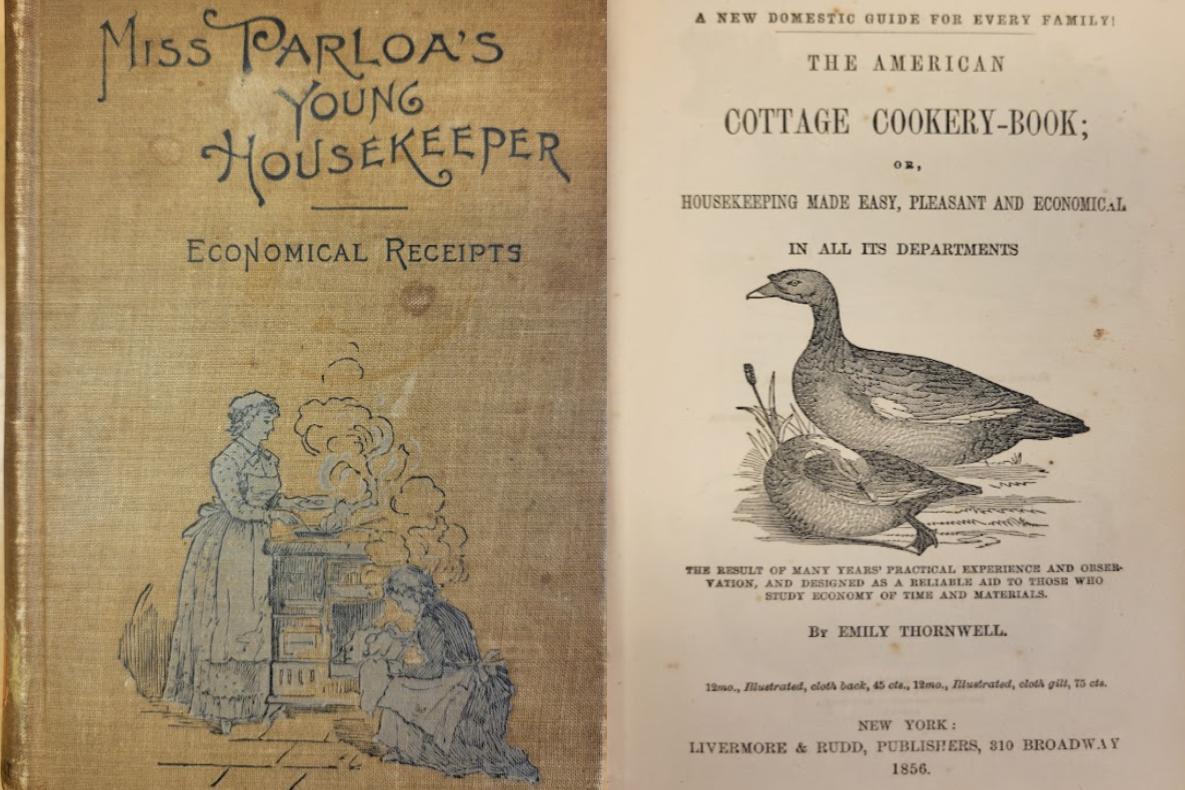 MISS PARLOA'S
YOUNG
HOUSEKEEPER
ECONOMICAL RECEIPTS
A NEW DOMESTIC GUIDE FOR EVERY FAMILY!
THE AMERICAN
COTTAGE COOKERY-BOOK;
OR,
HOUSEKEEPING MADE EASY, PLEASANT AND ECONOMICAL
IN ALL ITS DEPARTMENTS
THE RESULT OF MANY YEARS' PRACTICAL EXPERIENCE AND OBSER-
VATION, AND DESIGNED AS A RELIABLE AID TO THOSE WHO
STUDY ECONOMY OF TIME AND MATERIALS.
BY EMILY THORNWELL.
12mo., Illustrated, cloth back, 45 cts., 12mo., Illustrated, cloth gilt, 75 cts.
NEW YORK:
LIVERMORE & RUDD, PUBLISHERS, 310 BROADWAY
1856.